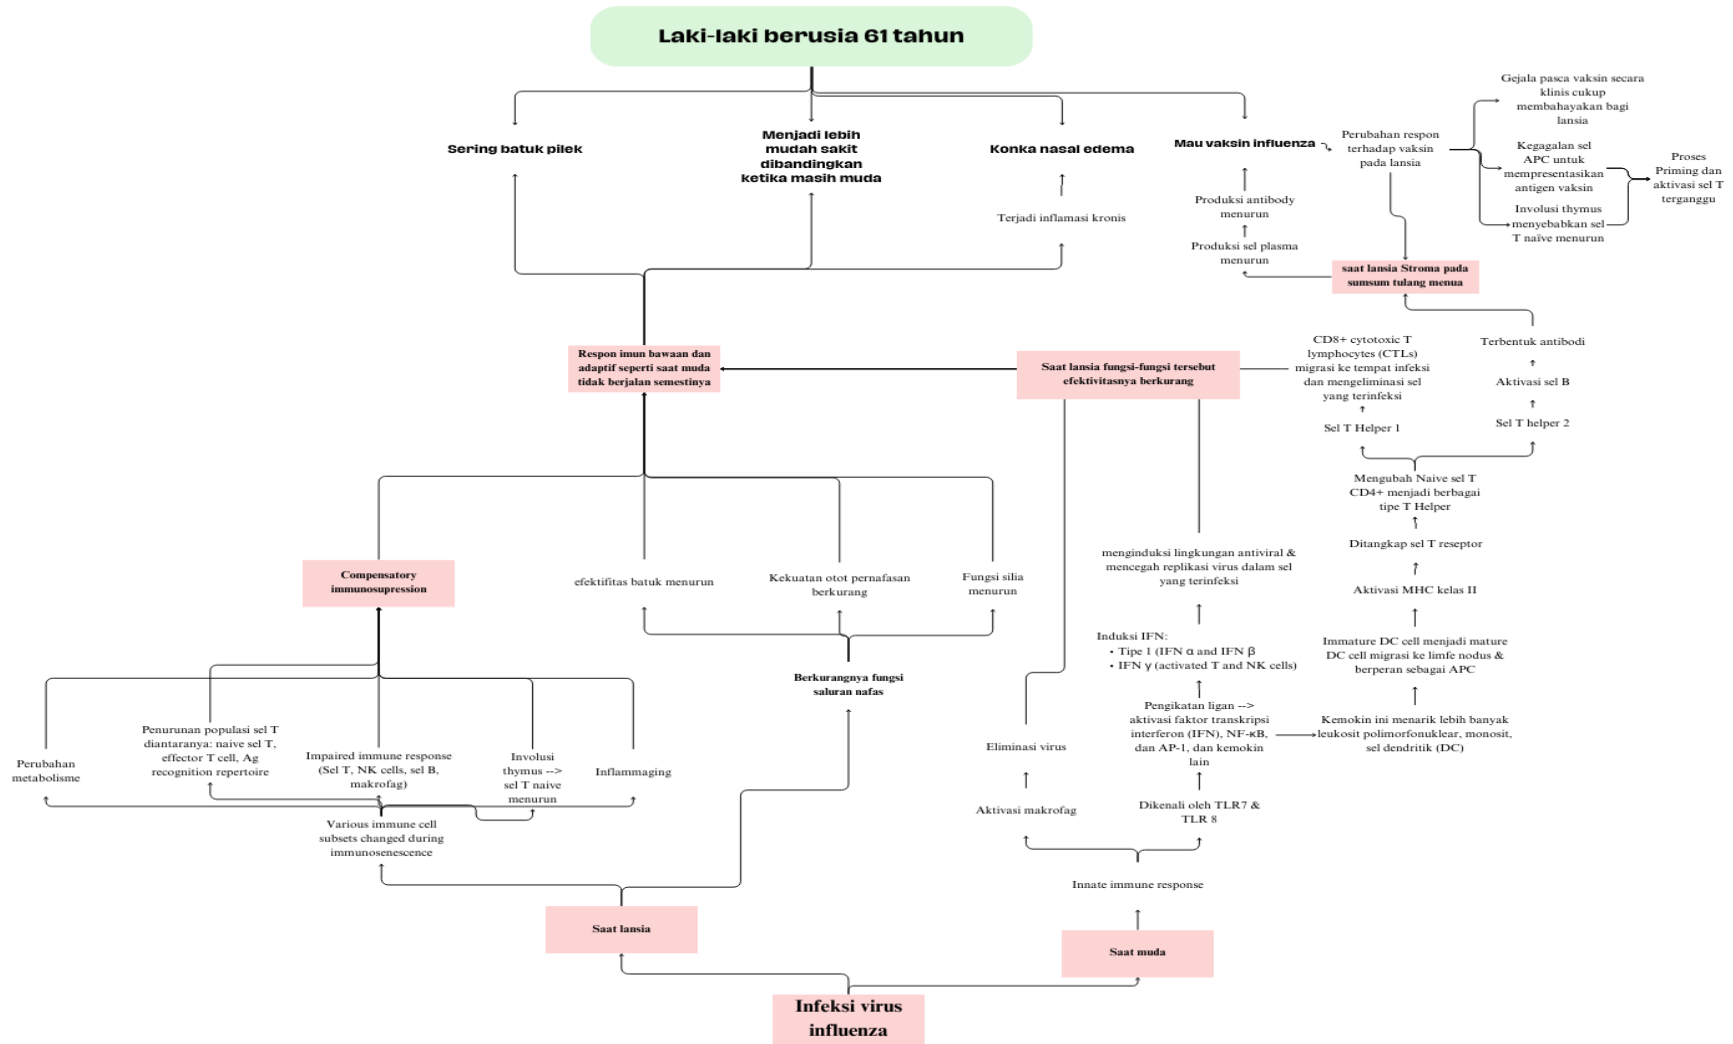 Laki-laki berusia 61 tahun
Sering batuk pilek
Menjadi lebih
mudah sakit
dibandingkan
ketika masih muda
Konka nasal edema
Mau vaksin influenza
Perubahan respon
terhadap vaksin
pada lansia
Gejala pasca vaksin secara
klinis cukup
membahayakan bagi
lansia
Kegagalan sel
APC untuk
mempresentasikan
antigen vaksin
Involusi thymus
menyebabkan sel
T naïve menurun
Proses
Priming dan
aktivasi sel T
terganggu
Terjadi inflamasi kronis
Produksi antibody
menurun
Produksi sel plasma
menurun
saat lansia Stroma pada
sumsum tulang menua
Respon imun bawaan dan
adaptif seperti saat muda
tidak berjalan semestinya
Saat lansia fungsi-fungsi tersebut
efektivitasnya berkurang
CD8+ cytotoxic T
lymphocytes (CTLs)
migrasi ke tempat infeksi
dan mengeliminasi sel
yang terinfeksi
Terbentuk antibodi
Aktivasi sel B
Sel T Helper 1
Sel T helper 2
Mengubah Naive sel T
CD4+ menjadi berbagai
tipe T Helper
Ditangkap sel T reseptor
Aktivasi MHC kelas II
Immature DC cell menjadi mature
DC cell migrasi ke limfe nodus &
berperan sebagai APC
Kemokin ini menarik lebih banyak
leukosit polimorfonuklear, monosit,
sel dendritik (DC)
menginduksi lingkungan antiviral &
mencegah replikasi virus dalam sel
yang terinfeksi
Induksi IFN:
• Tipe 1 (IFN α and IFN β
• IFN γ (activated T and NK cells)
Pengikatan ligan -->
aktivasi faktor transkripsi
interferon (IFN), NF-κB,
dan AP-1, dan kemokin
lain
Dikenali oleh TLR7 &
TLR 8
Eliminasi virus
Aktivasi makrofag
Innate immune response
Saat muda
Compensatory
immunosupression
efektifitas batuk menurun
Kekuatan otot pernafasan
berkurang
Fungsi silia
menurun
Berkurangnya fungsi
saluran nafas
Perubahan
metabolisme
Penurunan populasi sel T
diantaranya: naive sel T,
effector T cell, Ag
recognition repertoire
Impaired immune response
(Sel T, NK cells, sel B,
makrofag)
Involusi
thymus -->
sel T naive
menurun
Inflammaging
Various immune cell
subsets changed during
immunosenescence
Saat lansia
Infeksi virus
influenza